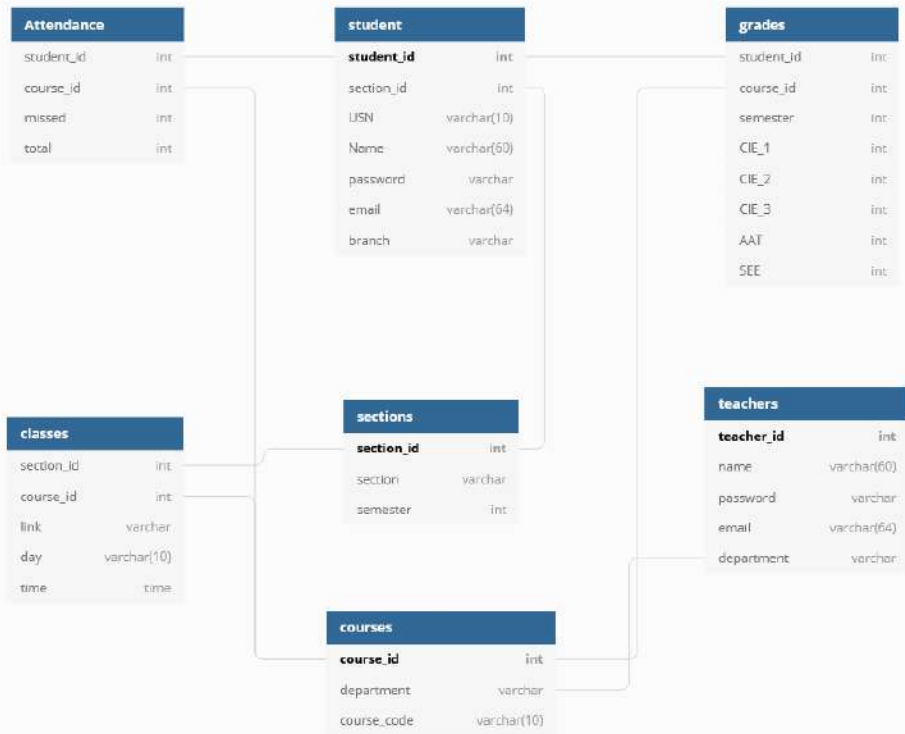 Attendance
student_id int
course_id int
missed int
total int
student
student_id int
section_id int
USN varchar(10)
Name varchar(60)
password varchar
email varchar(64)
branch varchar
grades
student_id int
course_id int
semester int
CIE_1 int
CIE_2 int
CIE_3 int
AAT int
SEE int
classes
section_id int
course_id int
link varchar
day varchar(10)
time time
sections
section_id int
section varchar
semester int
teachers
teacher_id int
name varchar(60)
password varchar
email varchar(64)
department varchar
courses
course_id int
department varchar
course_code varchar(10)